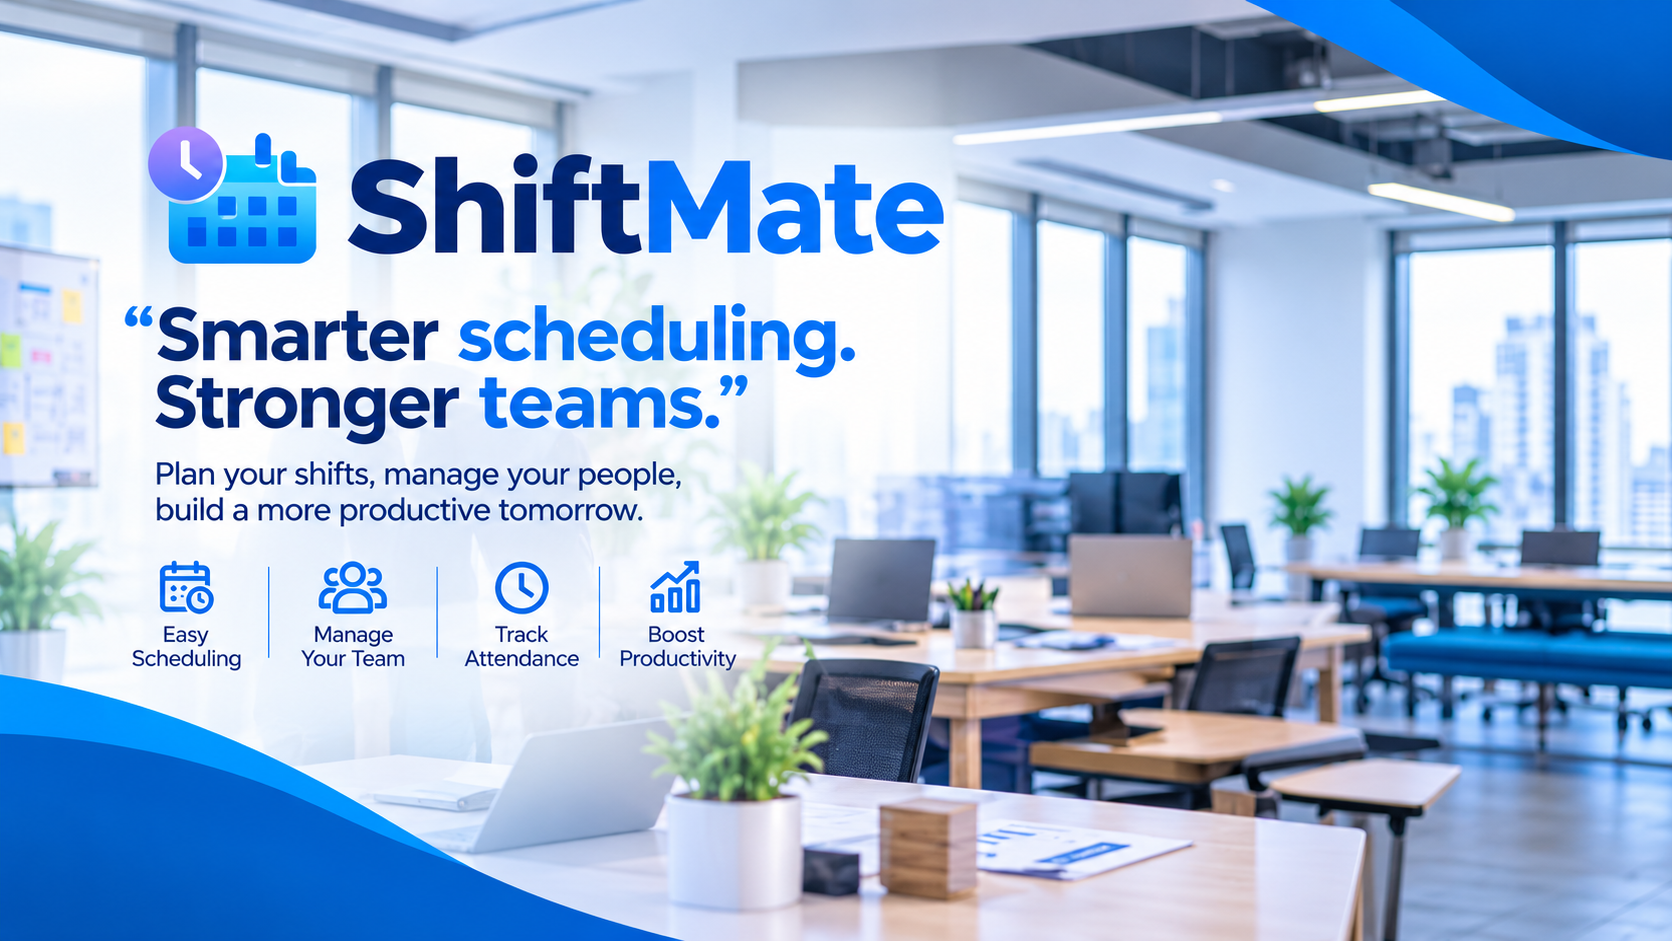 ShiftMate
“Smarter scheduling.
Stronger teams.”
Plan your shifts, manage your people,
build a more productive tomorrow.
Easy
Scheduling
Manage
Your Team
Track
Attendance
Boost
Productivity